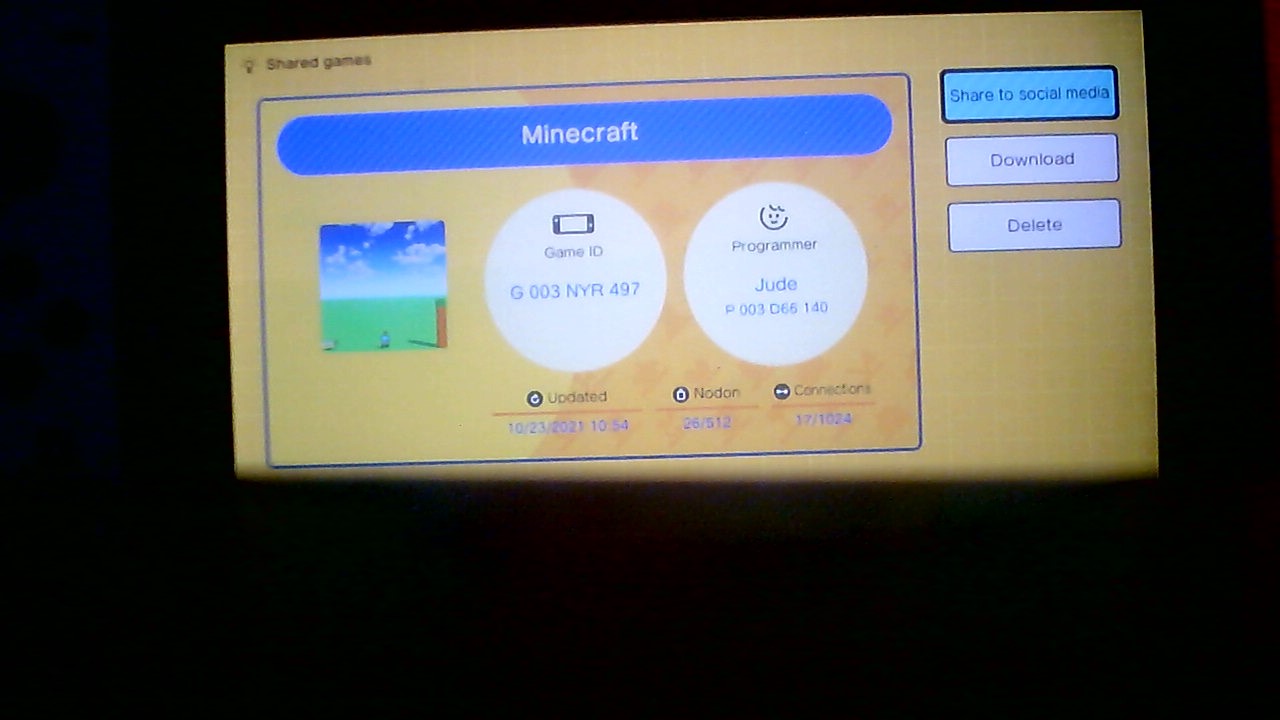 Shared games
Minecraft
Game ID
G 003 NYR 497
Programmer
Jude
P 003 D66 140
Updated
10/23/2021 10:54
Nodon
26/512
Connections
17/1024
Share to social media
Download
Delete